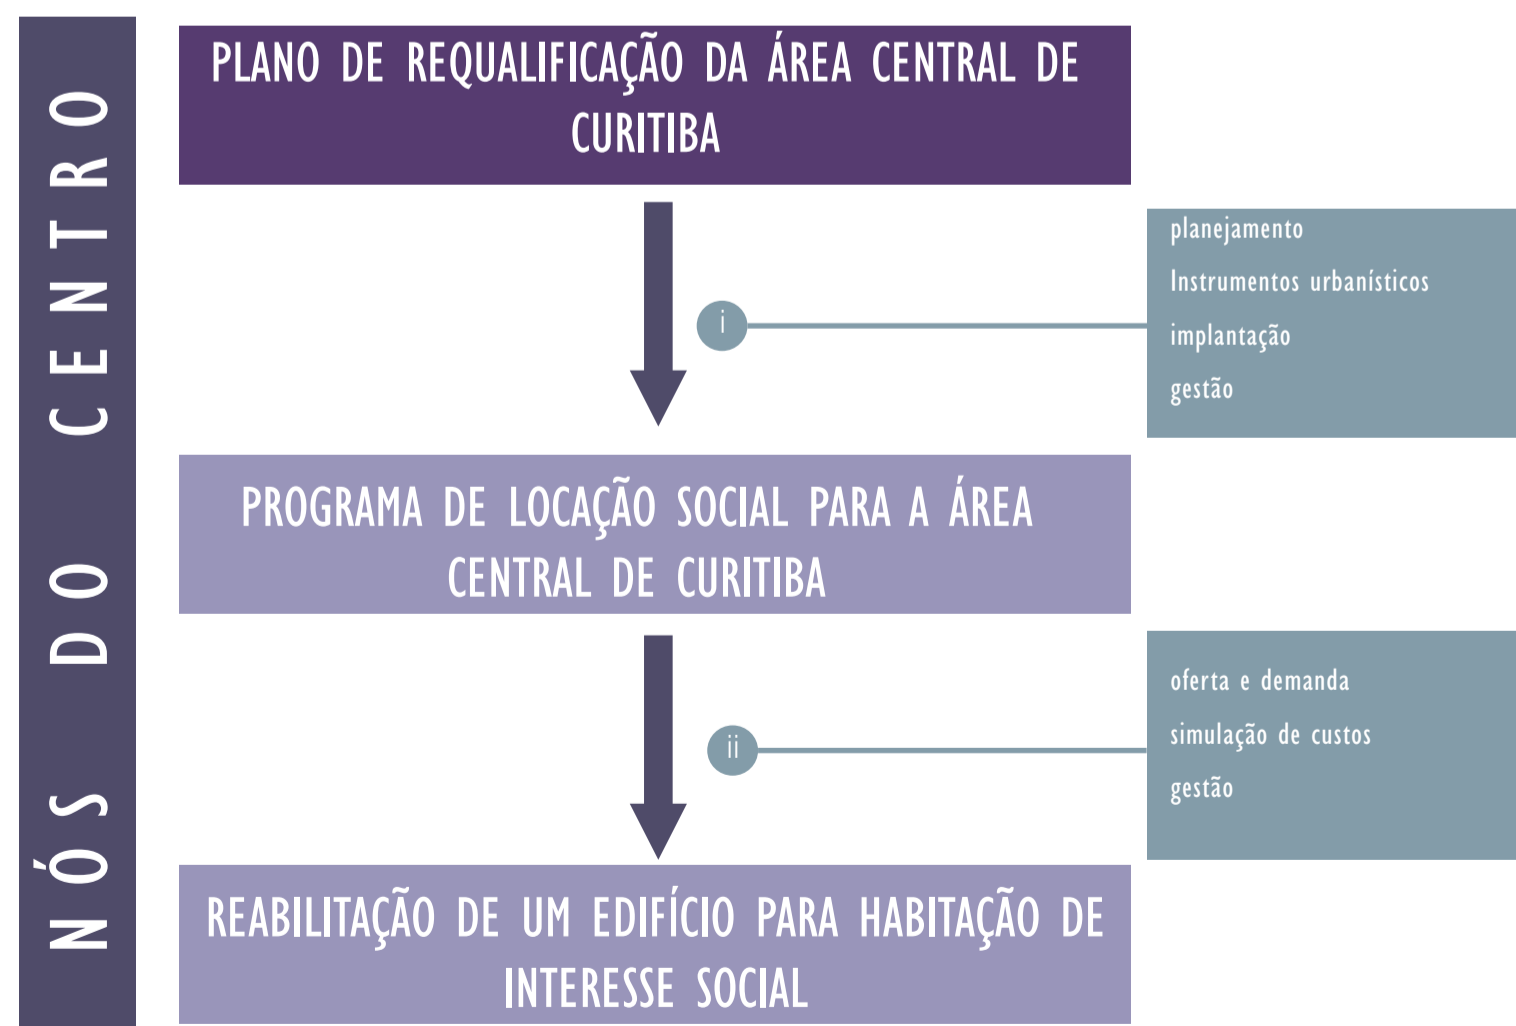 NÓS DO CENTRO
PLANO DE REQUALIFICAÇÃO DA ÁREA CENTRAL DE
CURITIBA
i
planejamento
Instrumentos urbanísticos
implantação
gestão
PROGRAMA DE LOCAÇÃO SOCIAL PARA A ÁREA
CENTRAL DE CURITIBA
ii
oferta e demanda
simulação de custos
gestão
REABILITAÇÃO DE UM EDIFÍCIO PARA HABITAÇÃO DE
INTERESSE SOCIAL